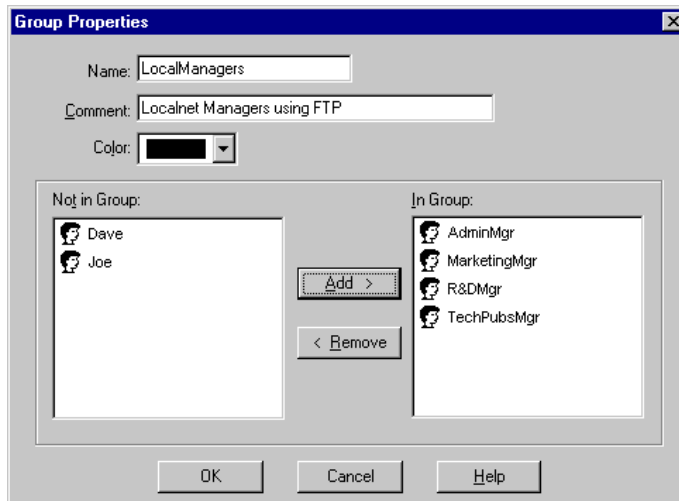 Group Properties
Name: LocalManagers
Comment: Localnet Managers using FTP
Color:
Not in Group:
Dave
Joe
Add >
< Remove
In Group:
AdminMgr
MarketingMgr
R&DMgr
TechPubsMgr
OK Cancel Help